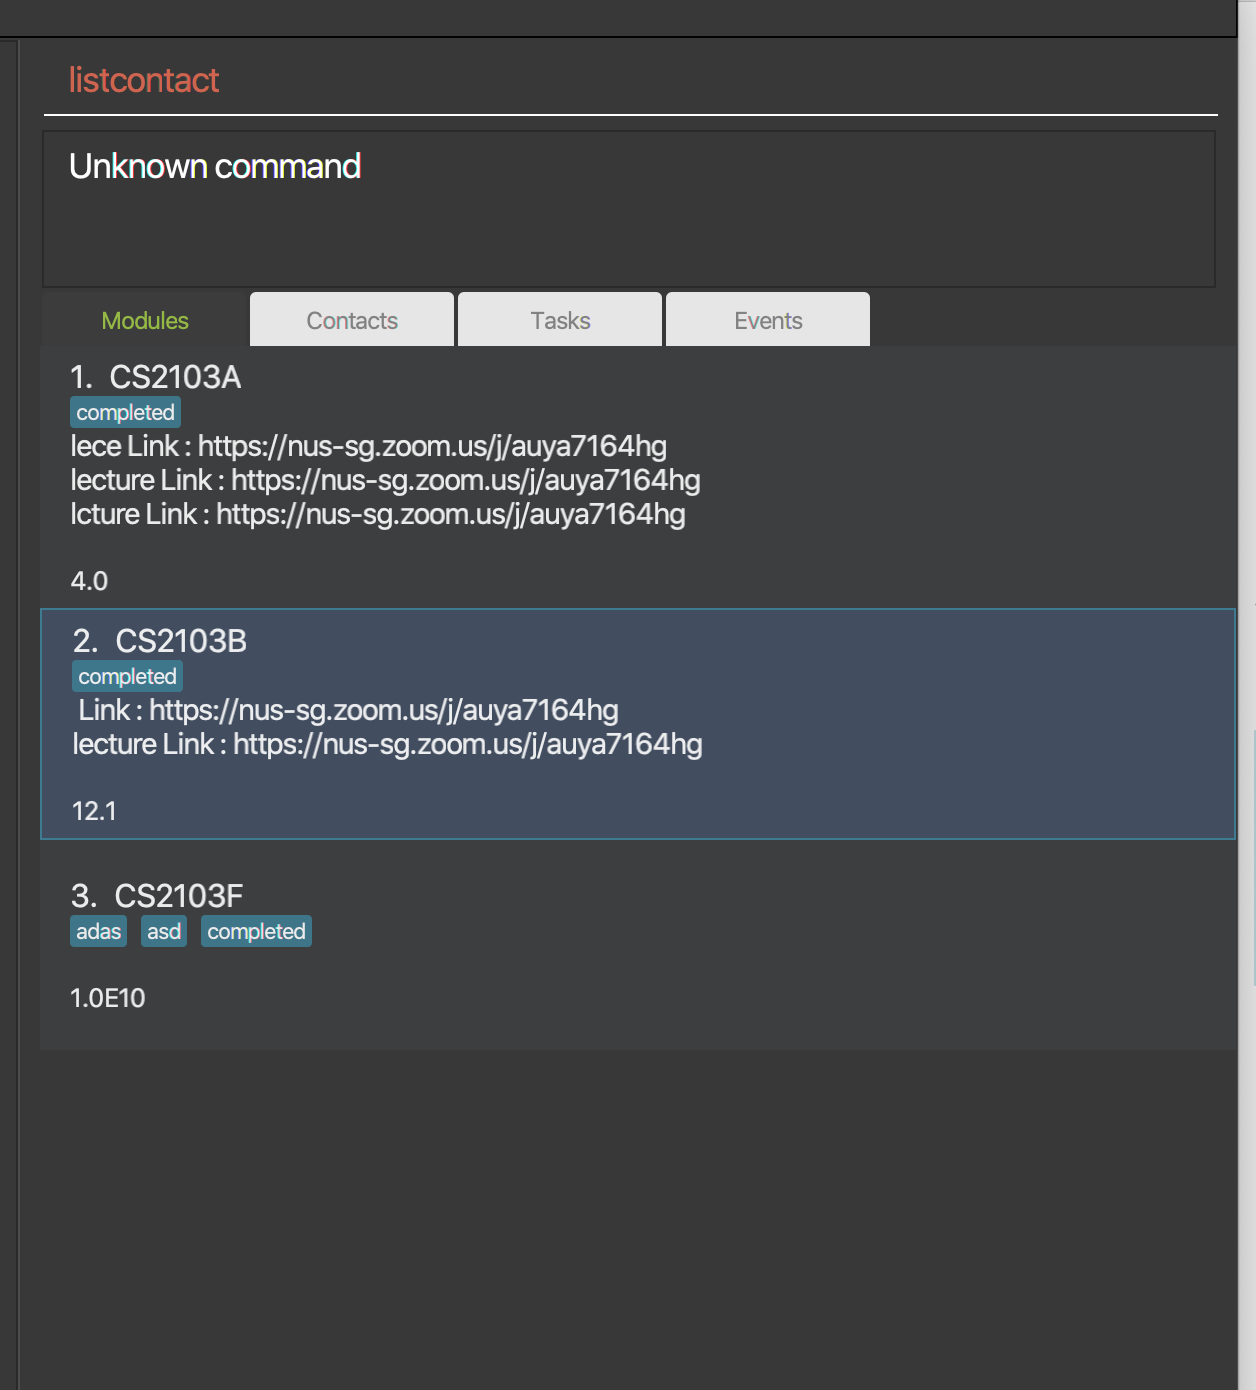 listcontact
Unknown command
Modules Contacts Tasks Events
1. CS2103A
completed
lece Link : https://nus-sg.zoom.us/j/auya7164hg
lecture Link : https://nus-sg.zoom.us/j/auya7164hg
lcture Link : https://nus-sg.zoom.us/j/auya7164hg
4.0
2. CS2103B
completed
Link : https://nus-sg.zoom.us/j/auya7164hg
lecture Link : https://nus-sg.zoom.us/j/auya7164hg
12.1
3. CS2103F
adas asd completed
1.0E10